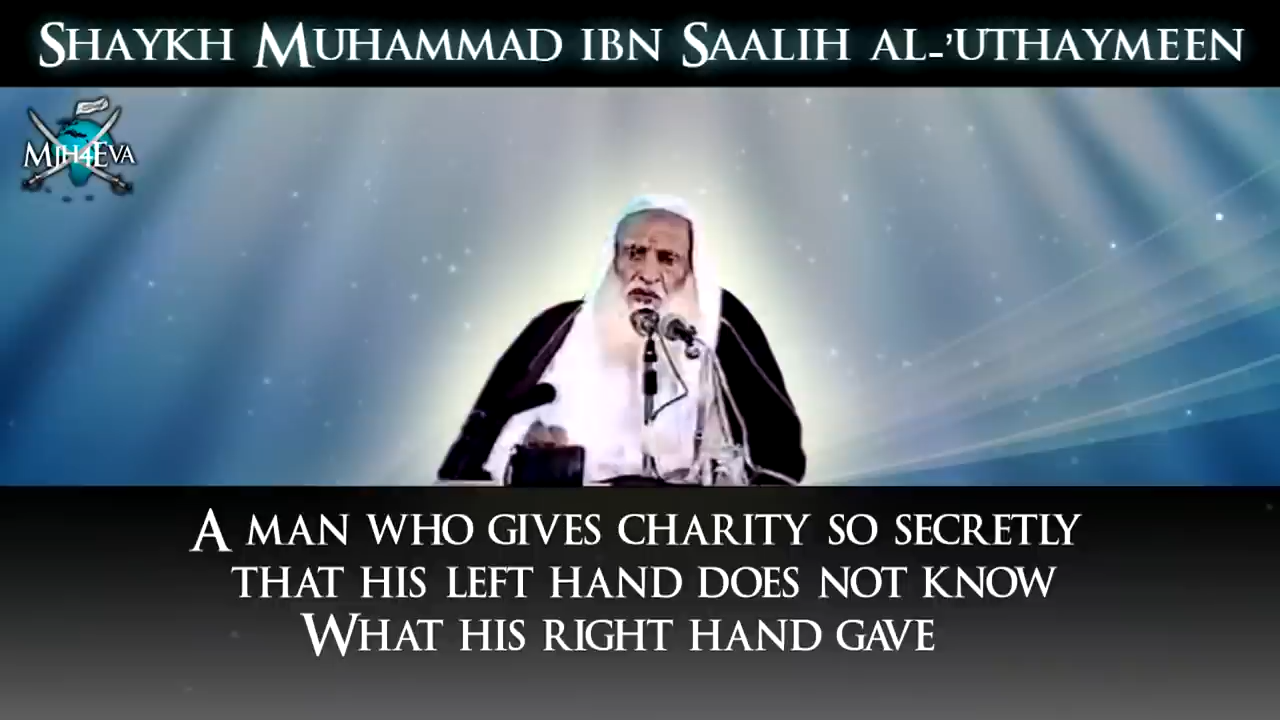 Shaykh Muhammad ibn Saalih al-'uthaymeen
Mjh4Eva
A man who gives charity so secretly
that his left hand does not know
What his right hand gave